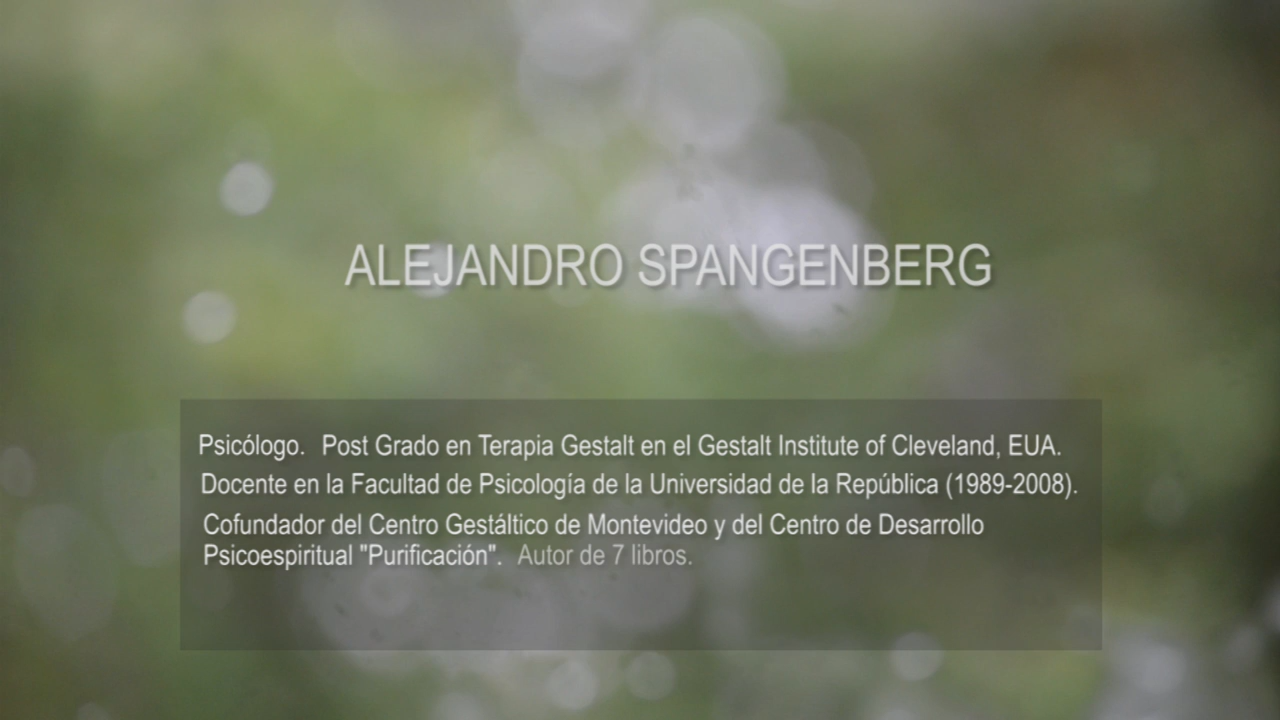 ALEJANDRO SPANGENBERG
Psicólogo. Post Grado en Terapia Gestalt en el Gestalt Institute of Cleveland, EUA.
Docente en la Facultad de Psicología de la Universidad de la República (1989-2008).
Cofundador del Centro Gestáltico de Montevideo y del Centro de Desarrollo
Psicoespiritual "Purificación". Autor de 7 libros.